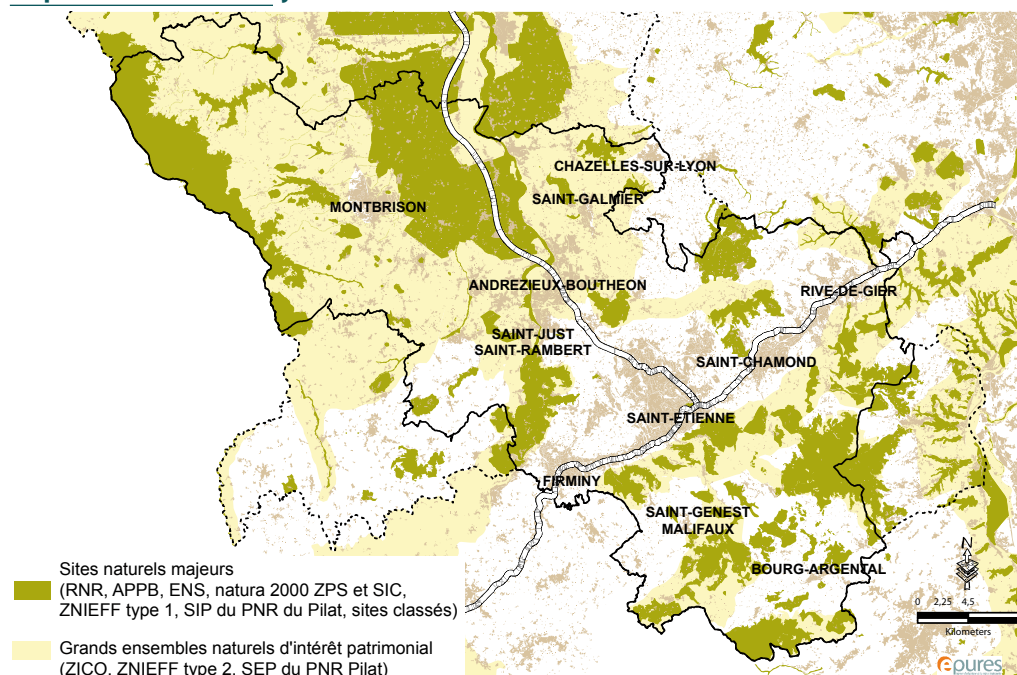 CHAZELLES-SUR-LYON
SAINT-GALMIER
MONTBRISON
ANDREZIEUX-BOUTHEON
RIVE-DE-GIER
SAINT-JUST
SAINT-RAMBERT
SAINT-CHAMOND
SAINT-ETIENNE
FIRMINY
SAINT-GENEST
MALIFAUX
BOURG-ARGENTAL
Sites naturels majeurs
(RNR, APPB, ENS, natura 2000 ZPS et SIC,
ZNIEFF type 1, SIP du PNR du Pilat, sites classés)
Grands ensembles naturels d'intérêt patrimonial
(ZICO, ZNIEFF type 2, SEP du PNR Pilat)
N
0 2,25 4,5
Kilometers
epures